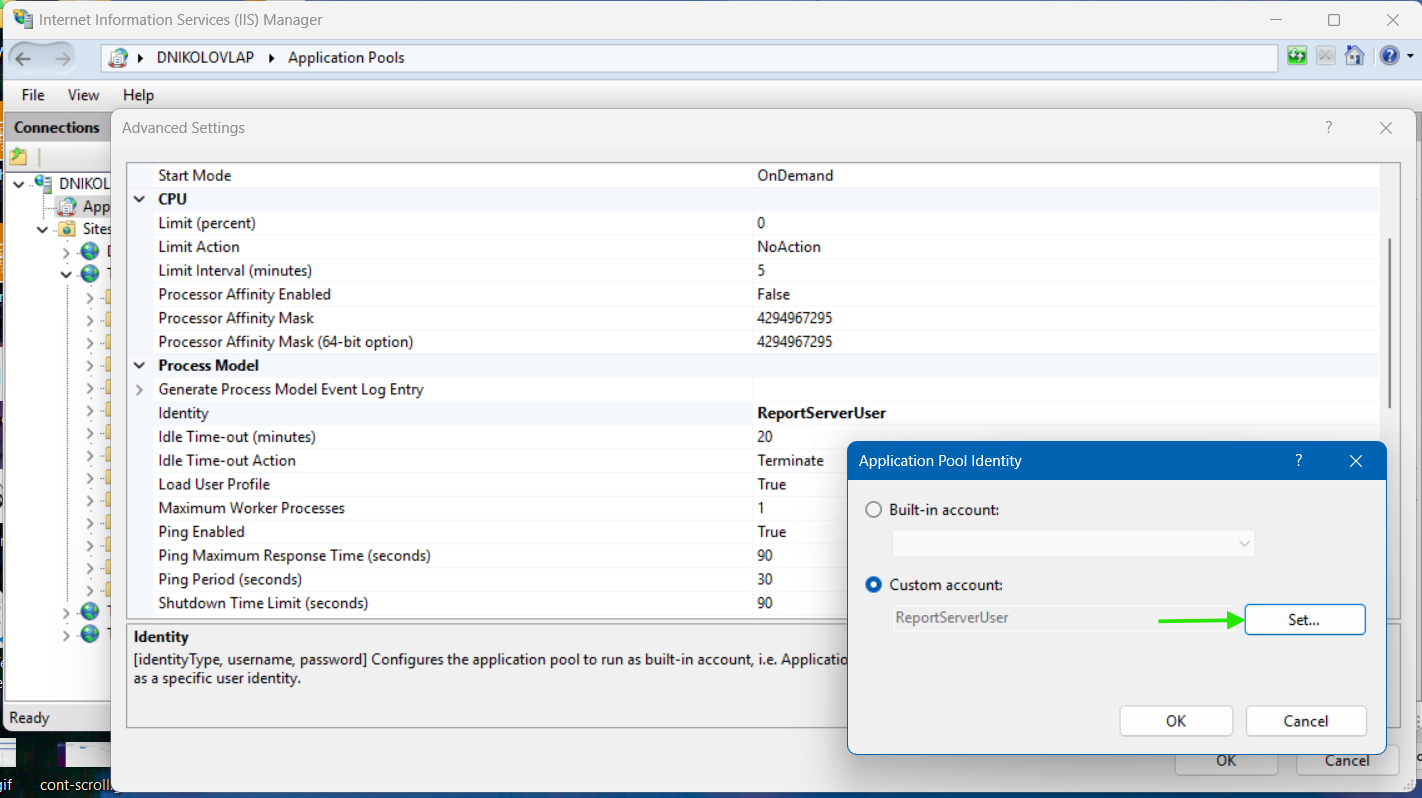 Internet Information Services (IIS) Manager
DNIKOLOVLAP Application Pools
File View Help
Connections
DNIKOL
App
Sites
Advanced Settings ?
Start Mode OnDemand
CPU
Limit (percent) 0
Limit Action NoAction
Limit Interval (minutes) 5
Processor Affinity Enabled False
Processor Affinity Mask 4294967295
Processor Affinity Mask (64-bit option) 4294967295
Process Model
Generate Process Model Event Log Entry
Identity ReportServerUser
Idle Time-out (minutes) 20
Idle Time-out Action Terminate
Load User Profile True
Maximum Worker Processes 1
Ping Enabled True
Ping Maximum Response Time (seconds) 90
Ping Period (seconds) 30
Shutdown Time Limit (seconds) 90
Identity
[identityType, username, password] Configures the application pool to run as built-in account, i.e. Applicatio
as a specific user identity.
OK Cancel
Application Pool Identity ?
Built-in account:
Custom account:
ReportServerUser Set...
OK Cancel
Ready
gif cont-scroll